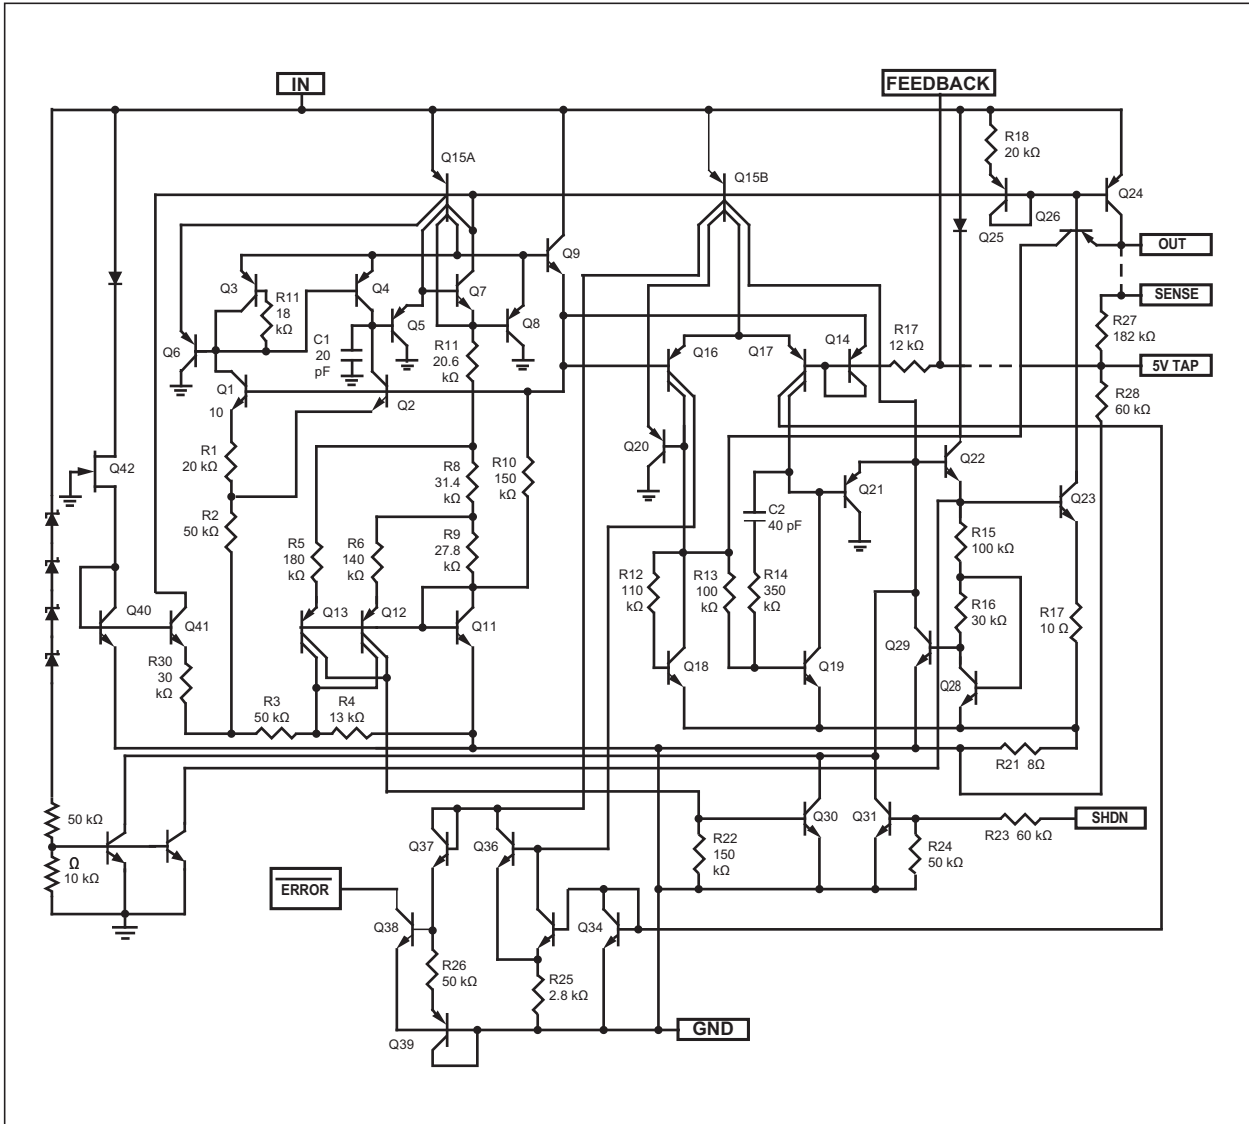 IN
FEEDBACK
R18
20 kΩ
Q15A
Q15B
Q24
Q26
Q25
OUT
Q9
SENSE
Q3
R11
18
kΩ
Q4
Q7
Q5
Q8
C1
20
pF
R11
20.6
kΩ
Q6
Q16
Q17
Q14
R17
12 kΩ
R27
182 kΩ
5V TAP
R28
60 kΩ
Q1
10
Q2
R1
20 kΩ
R2
50 kΩ
Q42
R8
31.4
kΩ
R10
150
kΩ
R9
27.8
kΩ
R5
180
kΩ
R6
140
kΩ
Q20
Q21
Q22
Q23
C2
40 pF
R15
100 kΩ
R12
110
kΩ
R13
100
kΩ
R14
350
kΩ
R16
30 kΩ
R17
10 Ω
Q40
Q41
Q13
Q12
Q11
Q18
Q19
Q29
Q28
R30
30
kΩ
R3
50 kΩ
R4
13 kΩ
R21 8Ω
50 kΩ
Ω
10 kΩ
Q30
Q31
R23 60 kΩ
SHDN
R22
150
kΩ
R24
50 kΩ
Q37
Q36
ERROR
Q38
Q34
R26
50 kΩ
R25
2.8 kΩ
GND
Q39